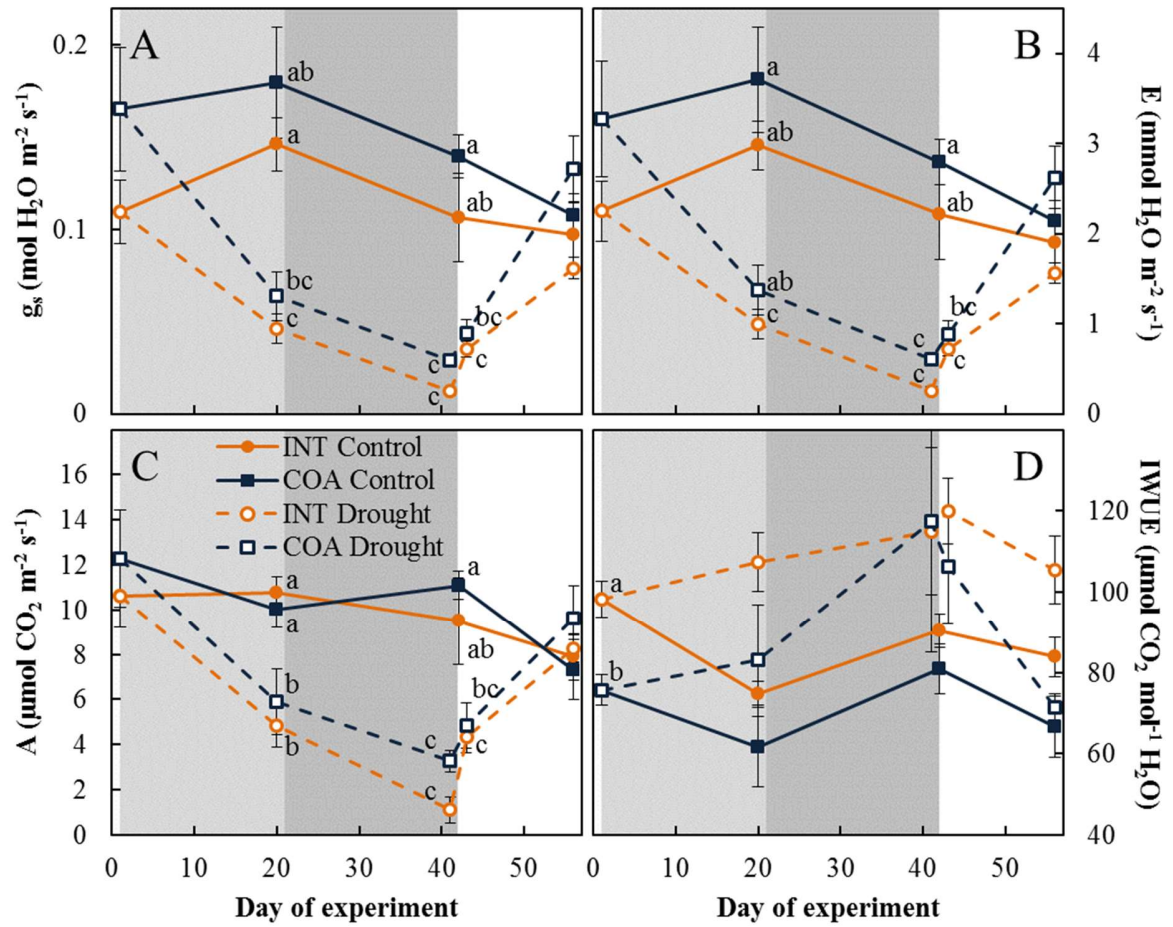 A
B
0.2
0.1
0
gs (mol H2O m-2 s-1)
ab
a
a
ab
bc
c
c
c
bc
c
a
ab
a
ab
ab
c
c
c
bc
c
4
3
2
1
0
E (mmol H2O m-2 s-1)
C
D
INT Control
COA Control
INT Drought
COA Drought
16
14
12
10
8
6
4
2
0
A (μmol CO2 m-2 s-1)
a
a
a
ab
b
b
c
c
bc
c
a
b
120
100
80
60
40
IWUE (μmol CO2 mol-1 H2O)
0 10 20 30 40 50
0 10 20 30 40 50
Day of experiment
Day of experiment